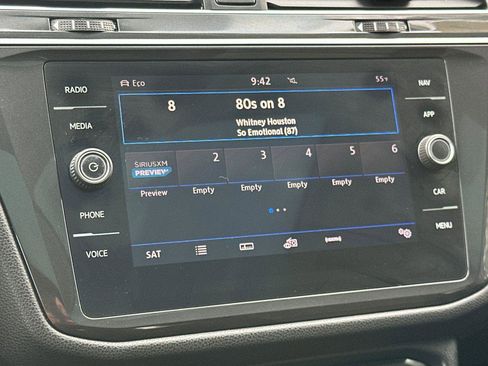 Eco 9:42 55°F
RADIO
MEDIA
PHONE
VOICE
8 80s on 8
Whitney Houston
So Emotional (87)
2 3 4 5 6
SIRIUSXM
PREVIEW
Preview Empty Empty Empty Empty Empty
SAT
NAV
APP
CAR
MENU